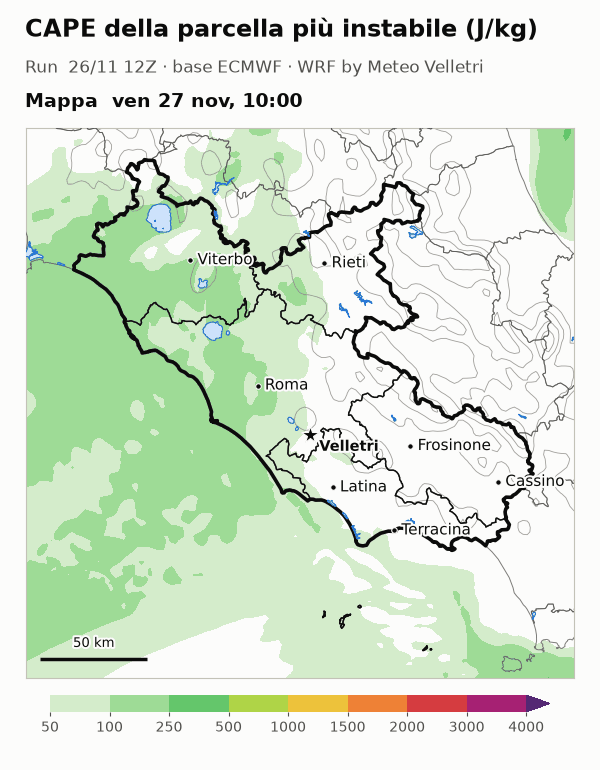 CAPE della parcella più instabile (J/kg)
Run  26/11 12Z · base ECMWF · WRF by Meteo Velletri
Mappa  ven 27 nov, 10:00
Viterbo
Rieti
Roma
Velletri
Frosinone
Cassino
Latina
Terracina
50 km
50 100 250 500 1000 1500 2000 3000 4000